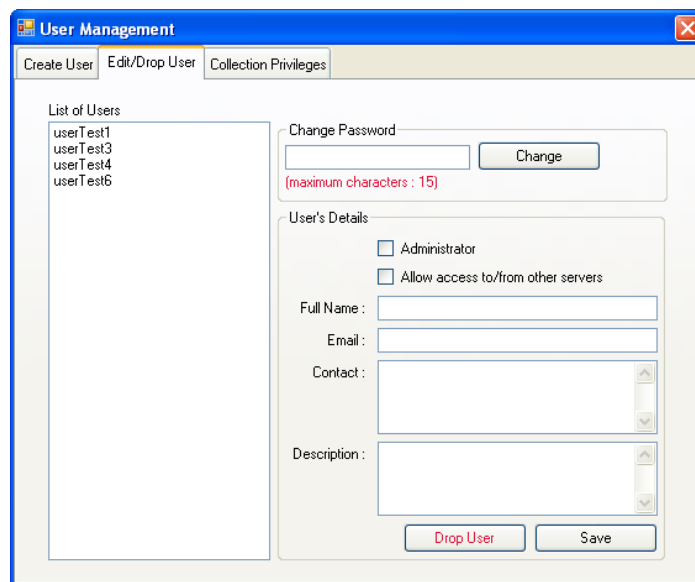 User Management
Create User Edit/Drop User Collection Privileges
List of Users
userTest1
userTest3
userTest4
userTest6
Change Password
Change
(maximum characters : 15)
User's Details
Administrator
Allow access to/from other servers
Full Name :
Email :
Contact :
Description :
Drop User Save